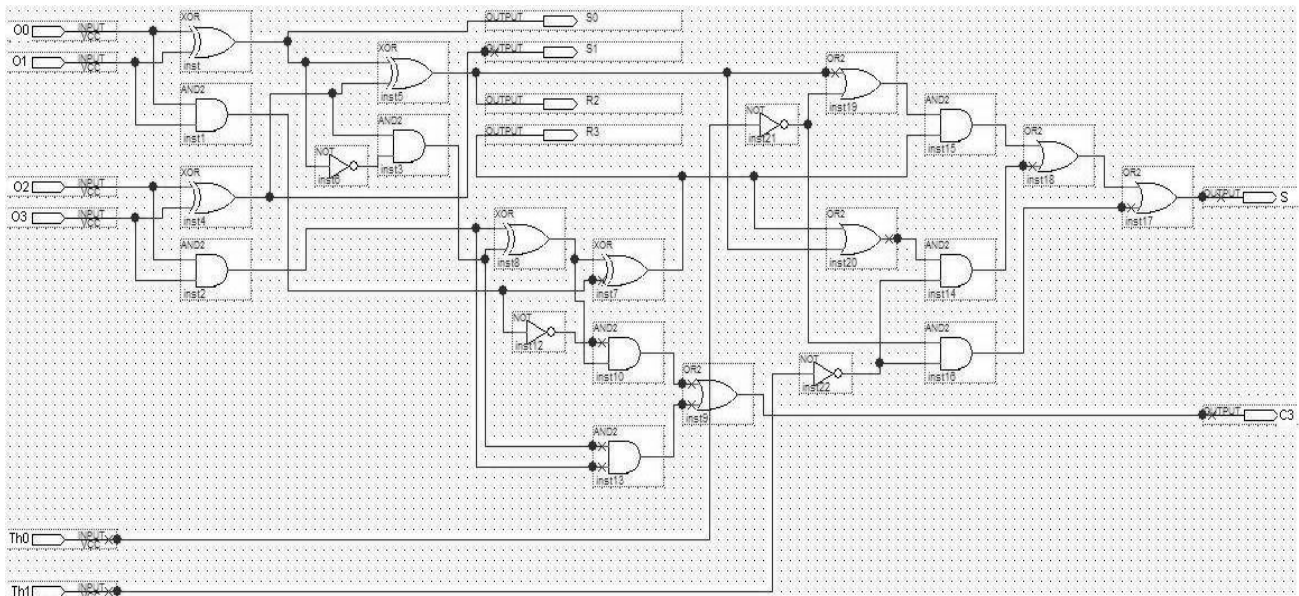 O0 INPUT VCC
O1 INPUT VCC
XOR
inst
AND2
inst1
O2 INPUT VCC
O3 INPUT VCC
XOR
inst4
AND2
inst2
NOT
inst6
XOR
inst5
AND2
inst3
OUTPUT S0
OUTPUT S1
OUTPUT R2
OUTPUT R3
XOR
inst8
XOR
inst7
NOT
inst12
AND2
inst10
OR2
inst9
AND2
inst13
NOT
inst21
OR2
inst19
AND2
inst15
OR2
inst18
OR2
inst17
OUTPUT S
OR2
inst20
AND2
inst14
NOT
inst22
AND2
inst16
OUTPUT C3
Th0 INPUT VCC
Th1 INPUT